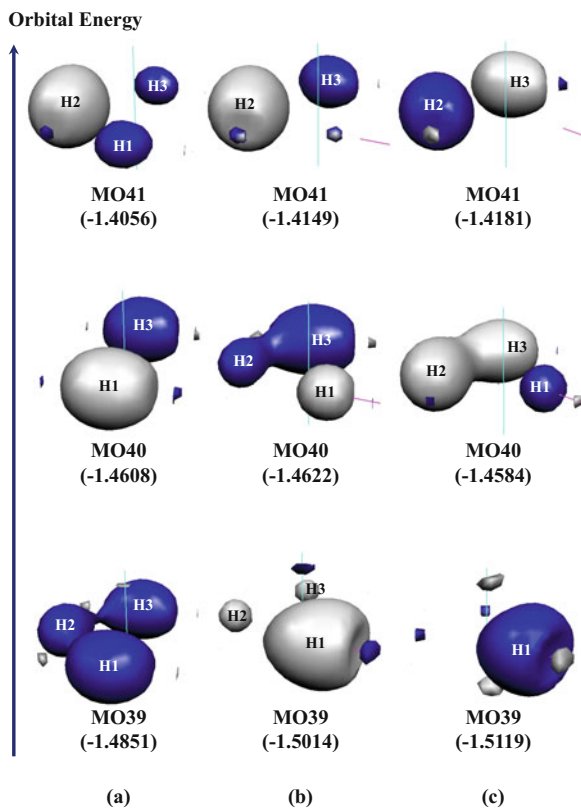 Orbital Energy
H2 H3 H1
H2 H3
H2 H3
MO41 MO41 MO41
(-1.4056) (-1.4149) (-1.4181)
H3 H1
H2 H3 H1
H2 H3 H1
MO40 MO40 MO40
(-1.4608) (-1.4622) (-1.4584)
H2 H3 H1
H2 H3 H1
H1
MO39 MO39 MO39
(-1.4851) (-1.5014) (-1.5119)
(a) (b) (c)